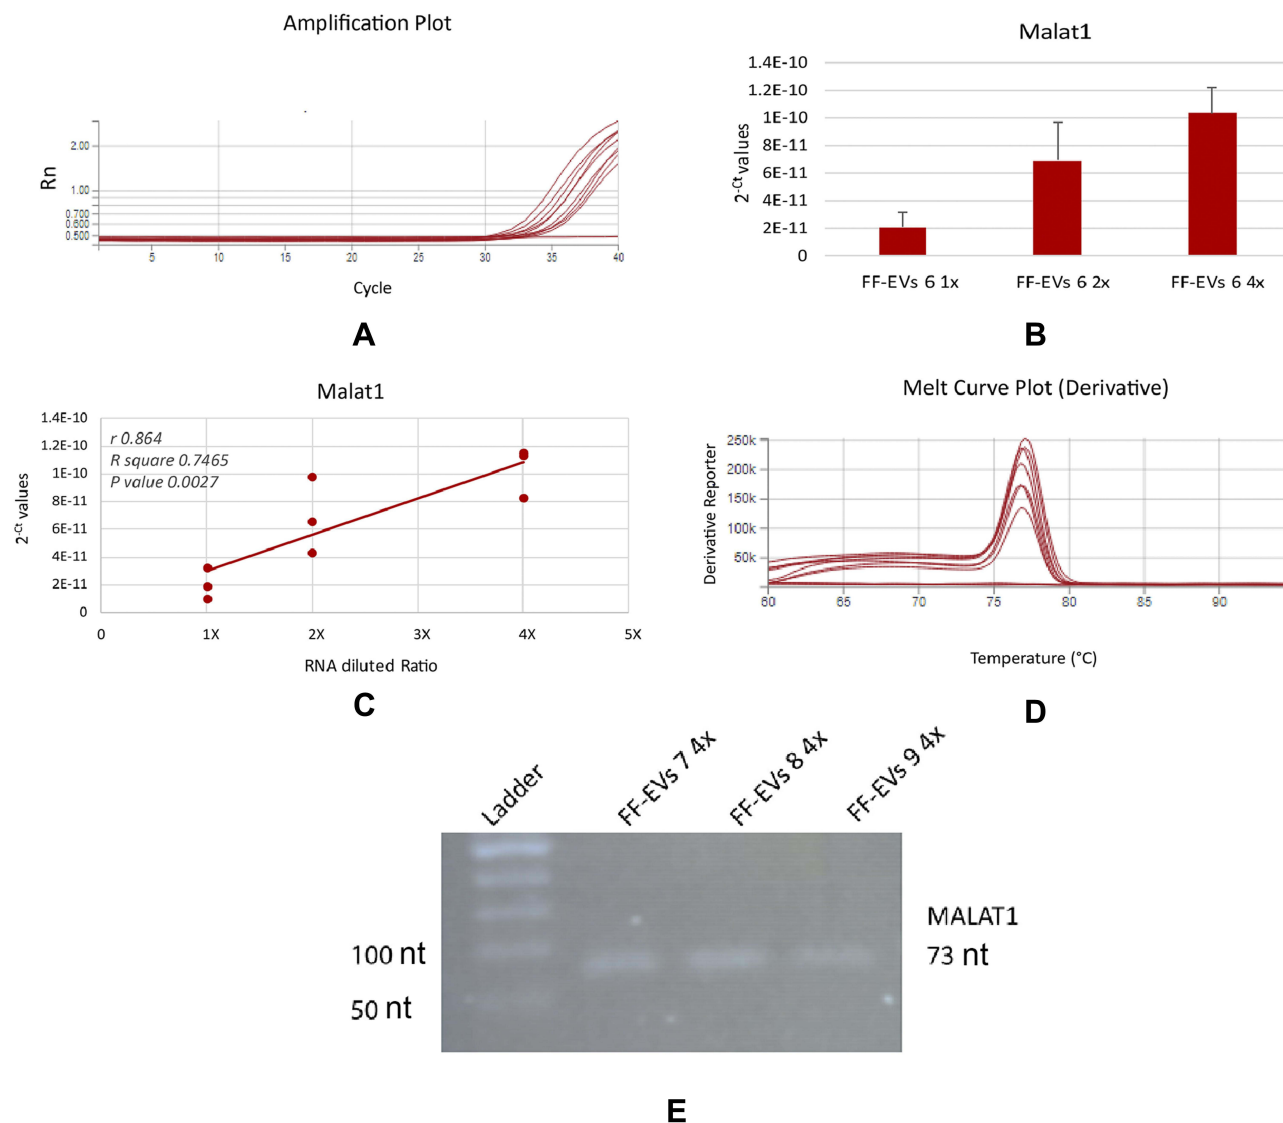 Amplification Plot
Rn
2.00
1.00
0.700
0.600
0.500
5 10 15 20 25 30 35 40
Cycle
A
Malat1
2^-Ct values
1.4E-10
1.2E-10
1E-10
8E-11
6E-11
4E-11
2E-11
0
FF-EVs 6 1x FF-EVs 6 2x FF-EVs 6 4x
B
Malat1
2^-Ct values
1.4E-10
1.2E-10
1E-10
8E-11
6E-11
4E-11
2E-11
0
r 0.864
R square 0.7465
P value 0.0027
0 1X 2X 3X 4X 5X
RNA diluted Ratio
C
Melt Curve Plot (Derivative)
Derivative Reporter
250k
200k
150k
100k
50k
60 65 70 75 80 85 90
Temperature (°C)
D
Ladder
FF-EVs 7 4x
FF-EVs 8 4x
FF-EVs 9 4x
100 nt
50 nt
MALAT1
73 nt
E